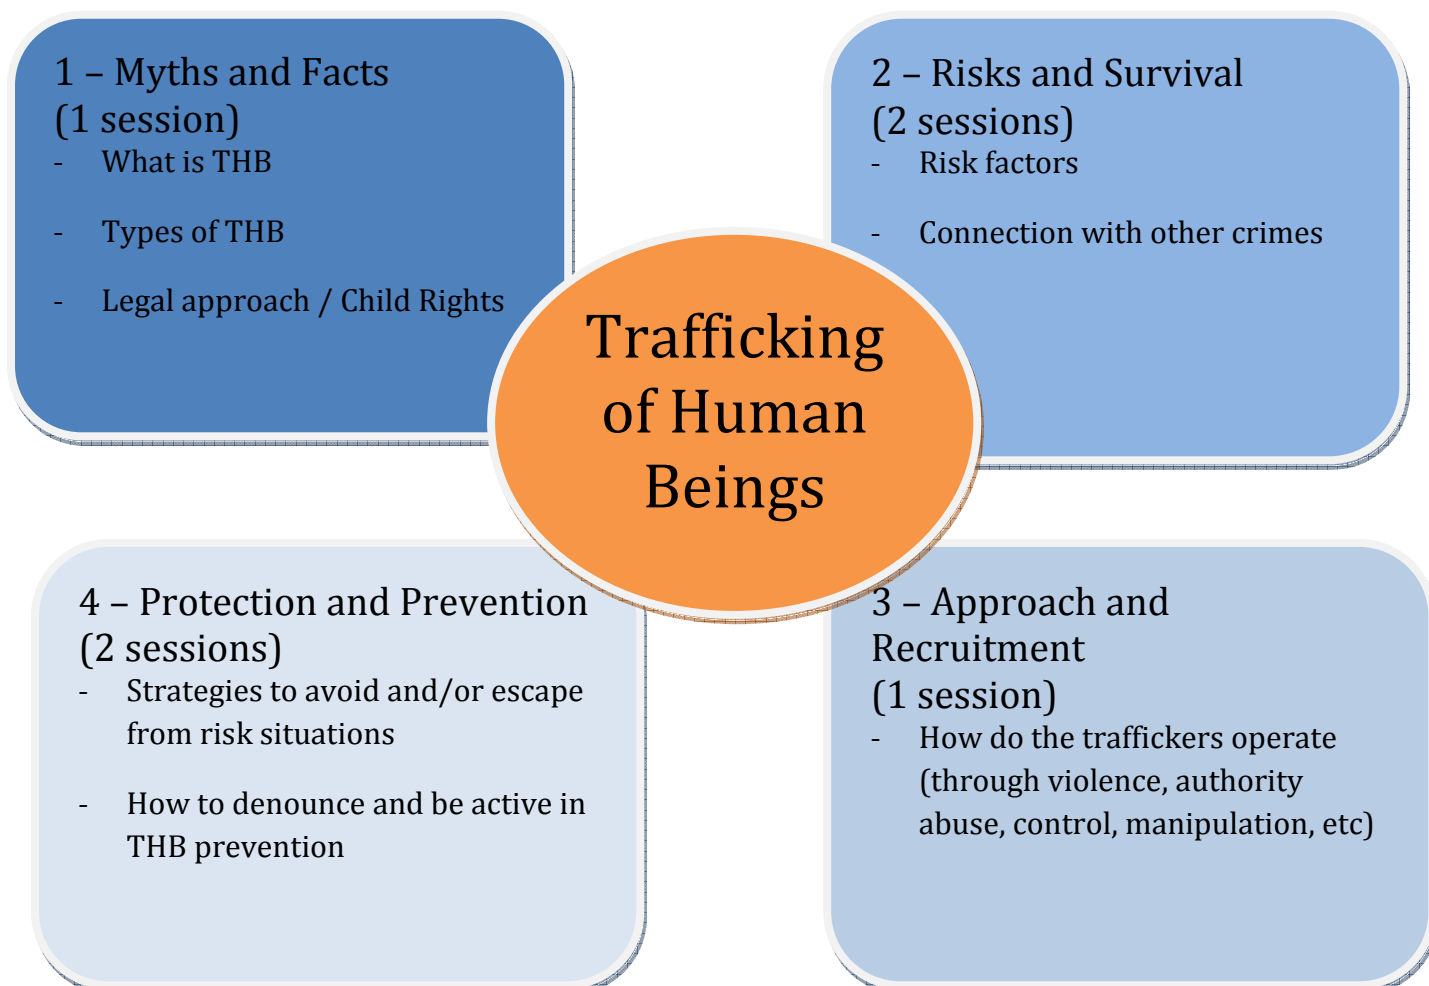 1 – Myths and Facts
(1 session)
- What is THB
- Types of THB
- Legal approach / Child Rights
2 – Risks and Survival
(2 sessions)
- Risk factors
- Connection with other crimes
Trafficking
of Human
Beings
4 – Protection and Prevention
(2 sessions)
- Strategies to avoid and/or escape
from risk situations
- How to denounce and be active in
THB prevention
3 – Approach and
Recruitment
(1 session)
- How do the traffickers operate
(through violence, authority
abuse, control, manipulation, etc)